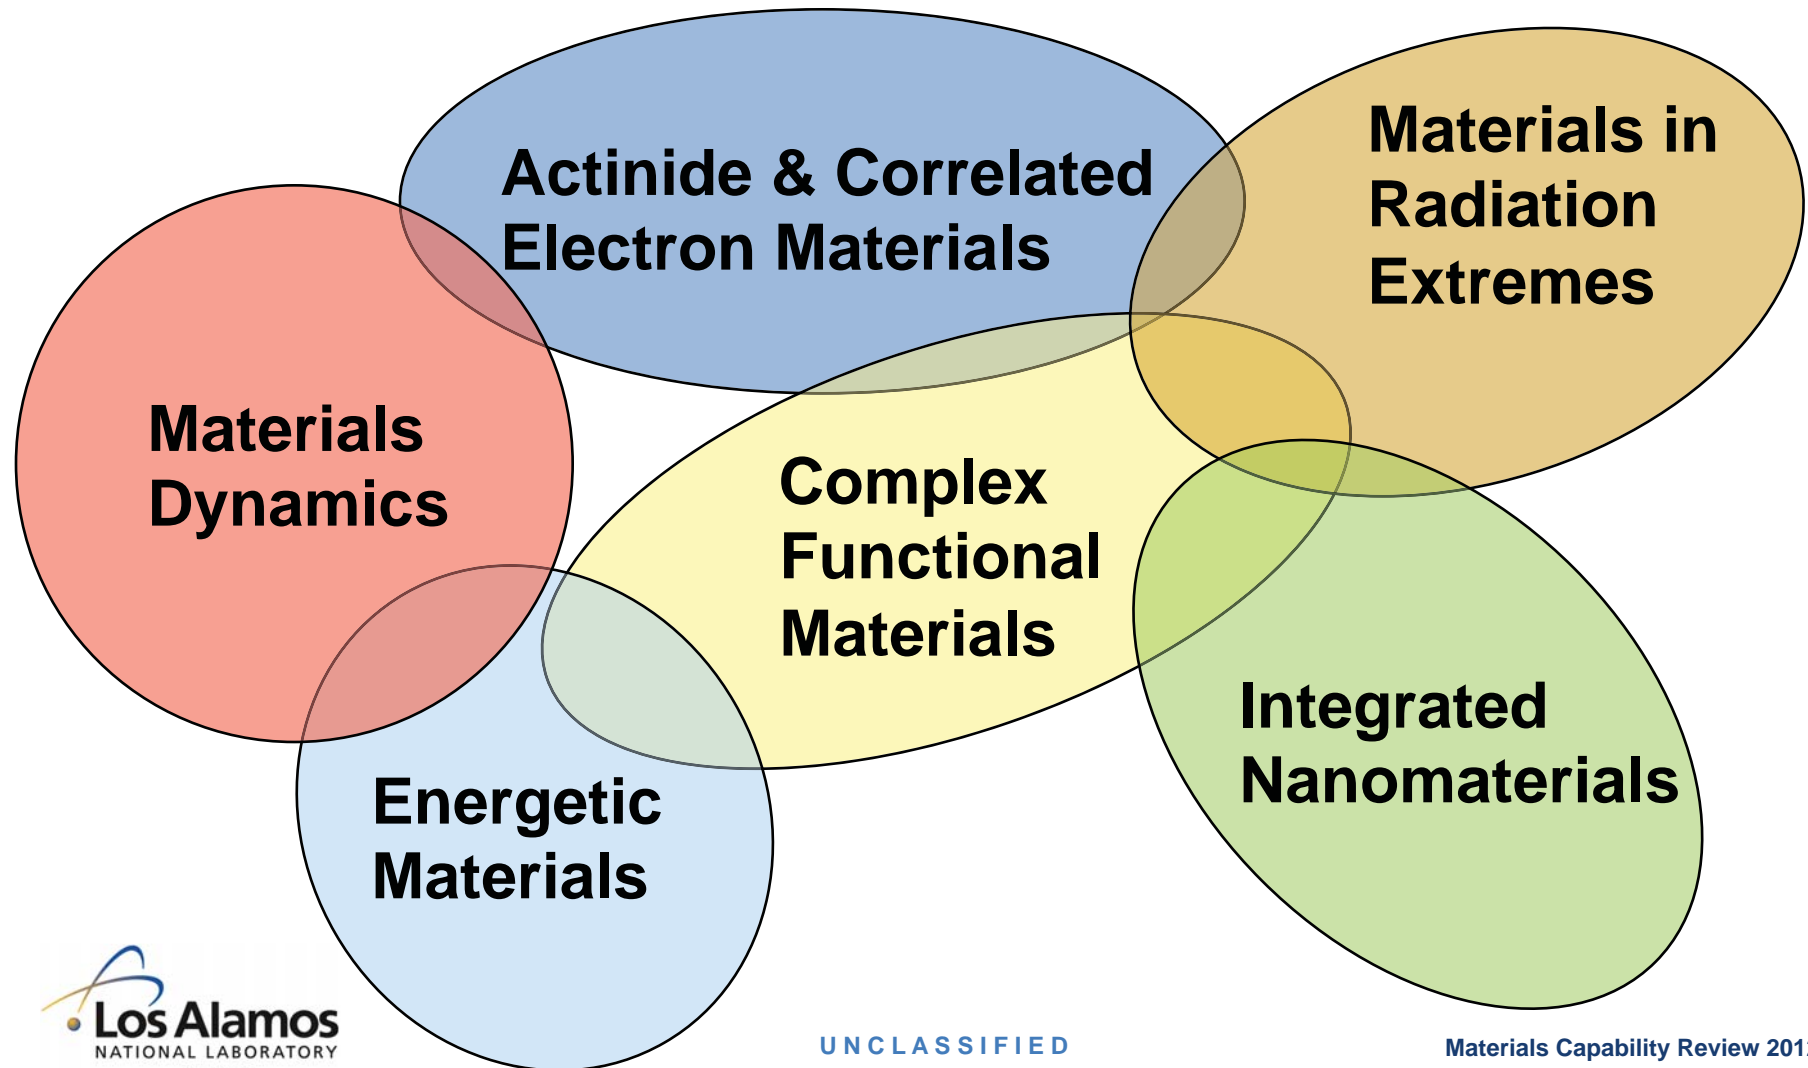 Actinide & Correlated
Electron Materials
Materials in
Radiation
Extremes
Materials
Dynamics
Complex
Functional
Materials
Integrated
Nanomaterials
Energetic
Materials
Los Alamos
NATIONAL LABORATORY
UNCLASSIFIED
Materials Capability Review